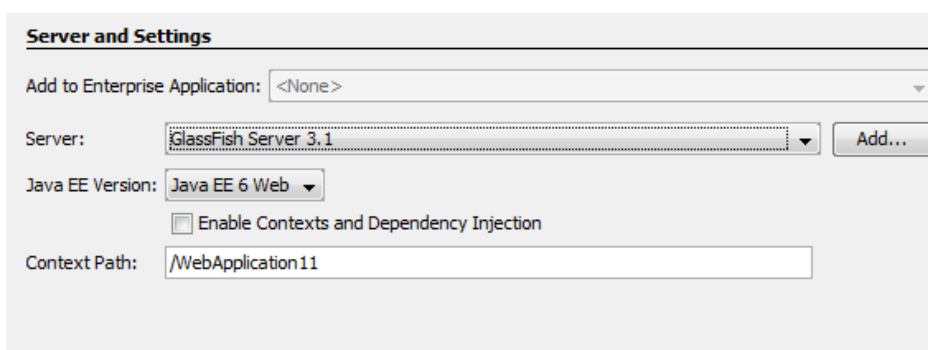 Server and Settings
Add to Enterprise Application: <None>
Server: GlassFish Server 3.1 Add...
Java EE Version: Java EE 6 Web
Enable Contexts and Dependency Injection
Context Path: /WebApplication11